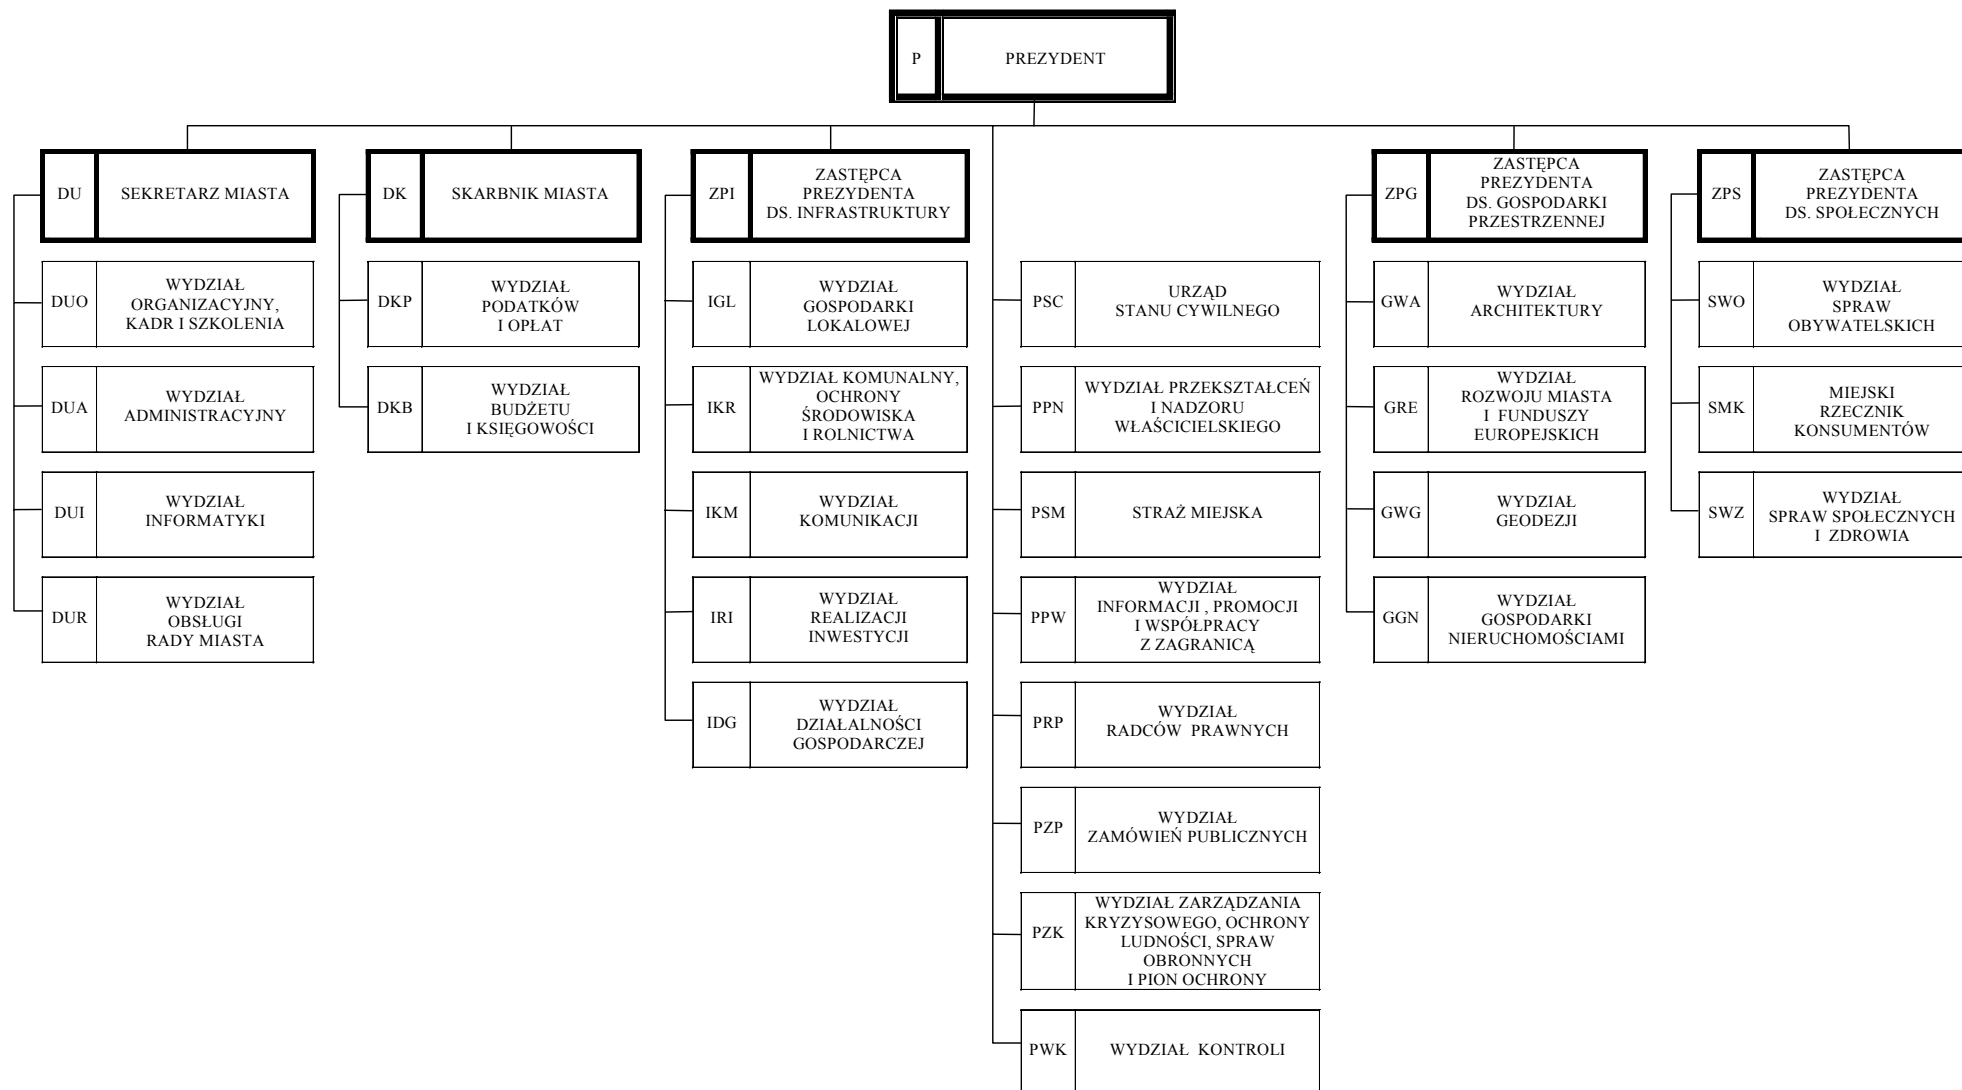 P
PREZYDENT
DU
SEKRETARZ MIASTA
DUO
WYDZIAŁ
ORGANIZACYJNY,
KADR I SZKOLENIA
DUA
WYDZIAŁ
ADMINISTRACYJNY
DUI
WYDZIAŁ
INFORMATYKI
DUR
WYDZIAŁ
OBSŁUGI
RADY MIASTA
DK
SKARBNIK MIASTA
DKP
WYDZIAŁ
PODATKÓW
I OPŁAT
DKB
WYDZIAŁ
BUDŻETU
I KSIĘGOWOŚCI
ZPI
ZASTĘPCA
PREZYDENTA
DS. INFRASTRUKTURY
IGL
WYDZIAŁ
GOSPODARKI
LOKALOWEJ
IKR
WYDZIAŁ KOMUNALNY,
OCHRONY
ŚRODOWISKA
I ROLNICTWA
IKM
WYDZIAŁ
KOMUNIKACJI
IRI
WYDZIAŁ
REALIZACJI
INWESTYCJI
IDG
WYDZIAŁ
DZIAŁALNOŚCI
GOSPODARCZEJ
PSC
URZĄD
STANU CYWILNEGO
PPN
WYDZIAŁ PRZEKSZTAŁCEŃ
I NADZORU
WŁAŚCICIELSKIEGO
PSM
STRAŻ MIEJSKA
PPW
WYDZIAŁ
INFORMACJI , PROMOCJI
I WSPÓŁPRACY
Z ZAGRANICĄ
PRP
WYDZIAŁ
RADCÓW PRAWNYCH
PZP
WYDZIAŁ
ZAMÓWIEŃ PUBLICZNYCH
PZK
WYDZIAŁ ZARZĄDZANIA
KRYZYSOWEGO, OCHRONY
LUDNOŚCI, SPRAW
OBRONNYCH
I PION OCHRONY
PWK
WYDZIAŁ KONTROLI
ZPG
ZASTĘPCA
PREZYDENTA
DS. GOSPODARKI
PRZESTRZENNEJ
GWA
WYDZIAŁ
ARCHITEKTURY
GRE
WYDZIAŁ
ROZWOJU MIASTA
I FUNDUSZY
EUROPEJSKICH
GWG
WYDZIAŁ
GEODEZJI
GGN
WYDZIAŁ
GOSPODARKI
NIERUCHOMOŚCIAMI
ZPS
ZASTĘPCA
PREZYDENTA
DS. SPOŁECZNYCH
SWO
WYDZIAŁ
SPRAW
OBYWATELSKICH
SMK
MIEJSKI
RZECZNIK
KONSUMENTÓW
SWZ
WYDZIAŁ
SPRAW SPOŁECZNYCH
I ZDROWIA